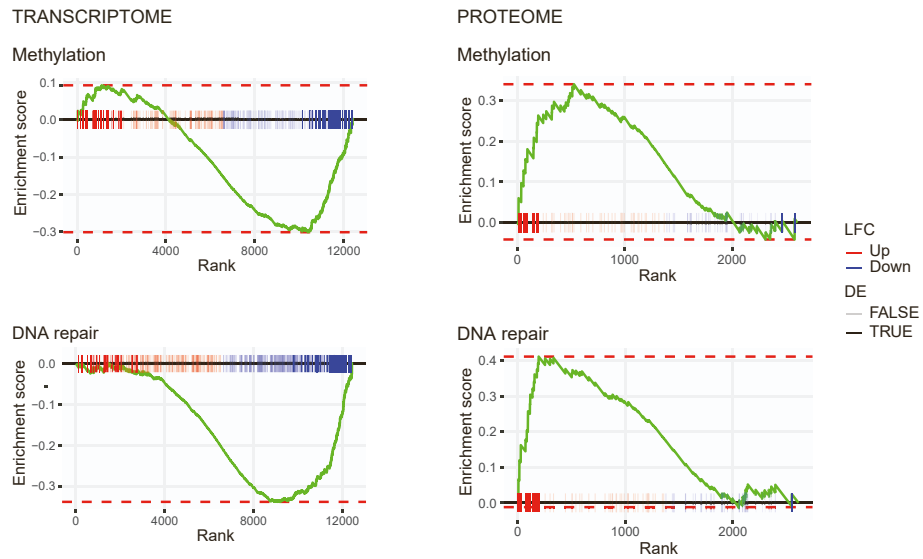 TRANSCRIPTOME
Methylation
Enrichment score
0.1
0.0
−0.1
−0.2
−0.3
0
4000
8000
12000
Rank
DNA repair
Enrichment score
0.0
−0.1
−0.2
−0.3
0
4000
8000
12000
Rank
PROTEOME
Methylation
Enrichment score
0.3
0.2
0.1
0.0
0
1000
2000
Rank
DNA repair
Enrichment score
0.4
0.3
0.2
0.1
0.0
0
1000
2000
Rank
LFC
Up
Down
DE
FALSE
TRUE